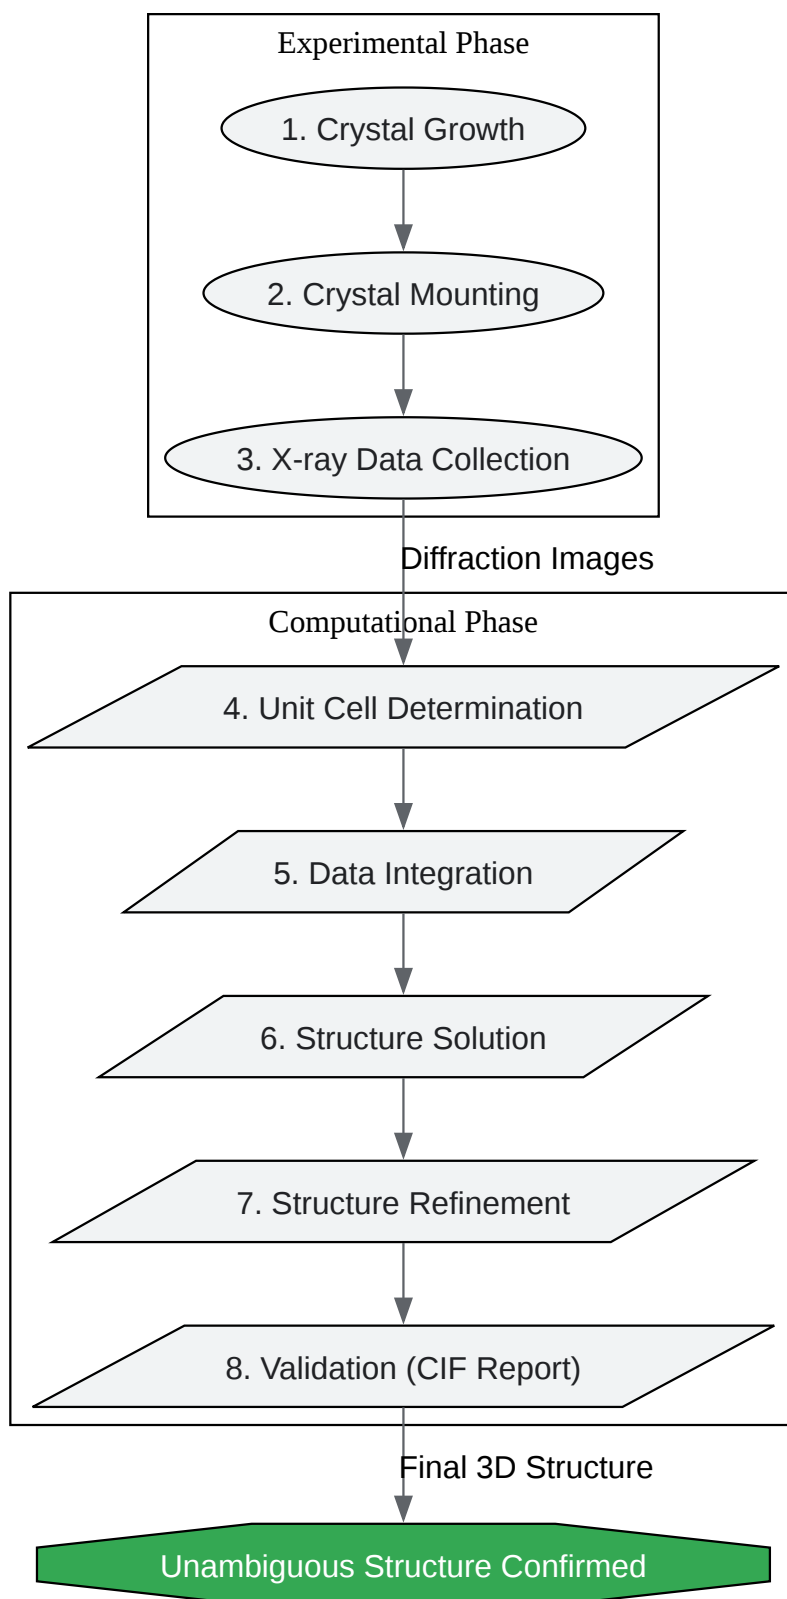 Experimental Phase
1. Crystal Growth
2. Crystal Mounting
3. X-ray Data Collection
Diffraction Images
Computational Phase
4. Unit Cell Determination
5. Data Integration
6. Structure Solution
7. Structure Refinement
8. Validation (CIF Report)
Final 3D Structure
Unambiguous Structure Confirmed